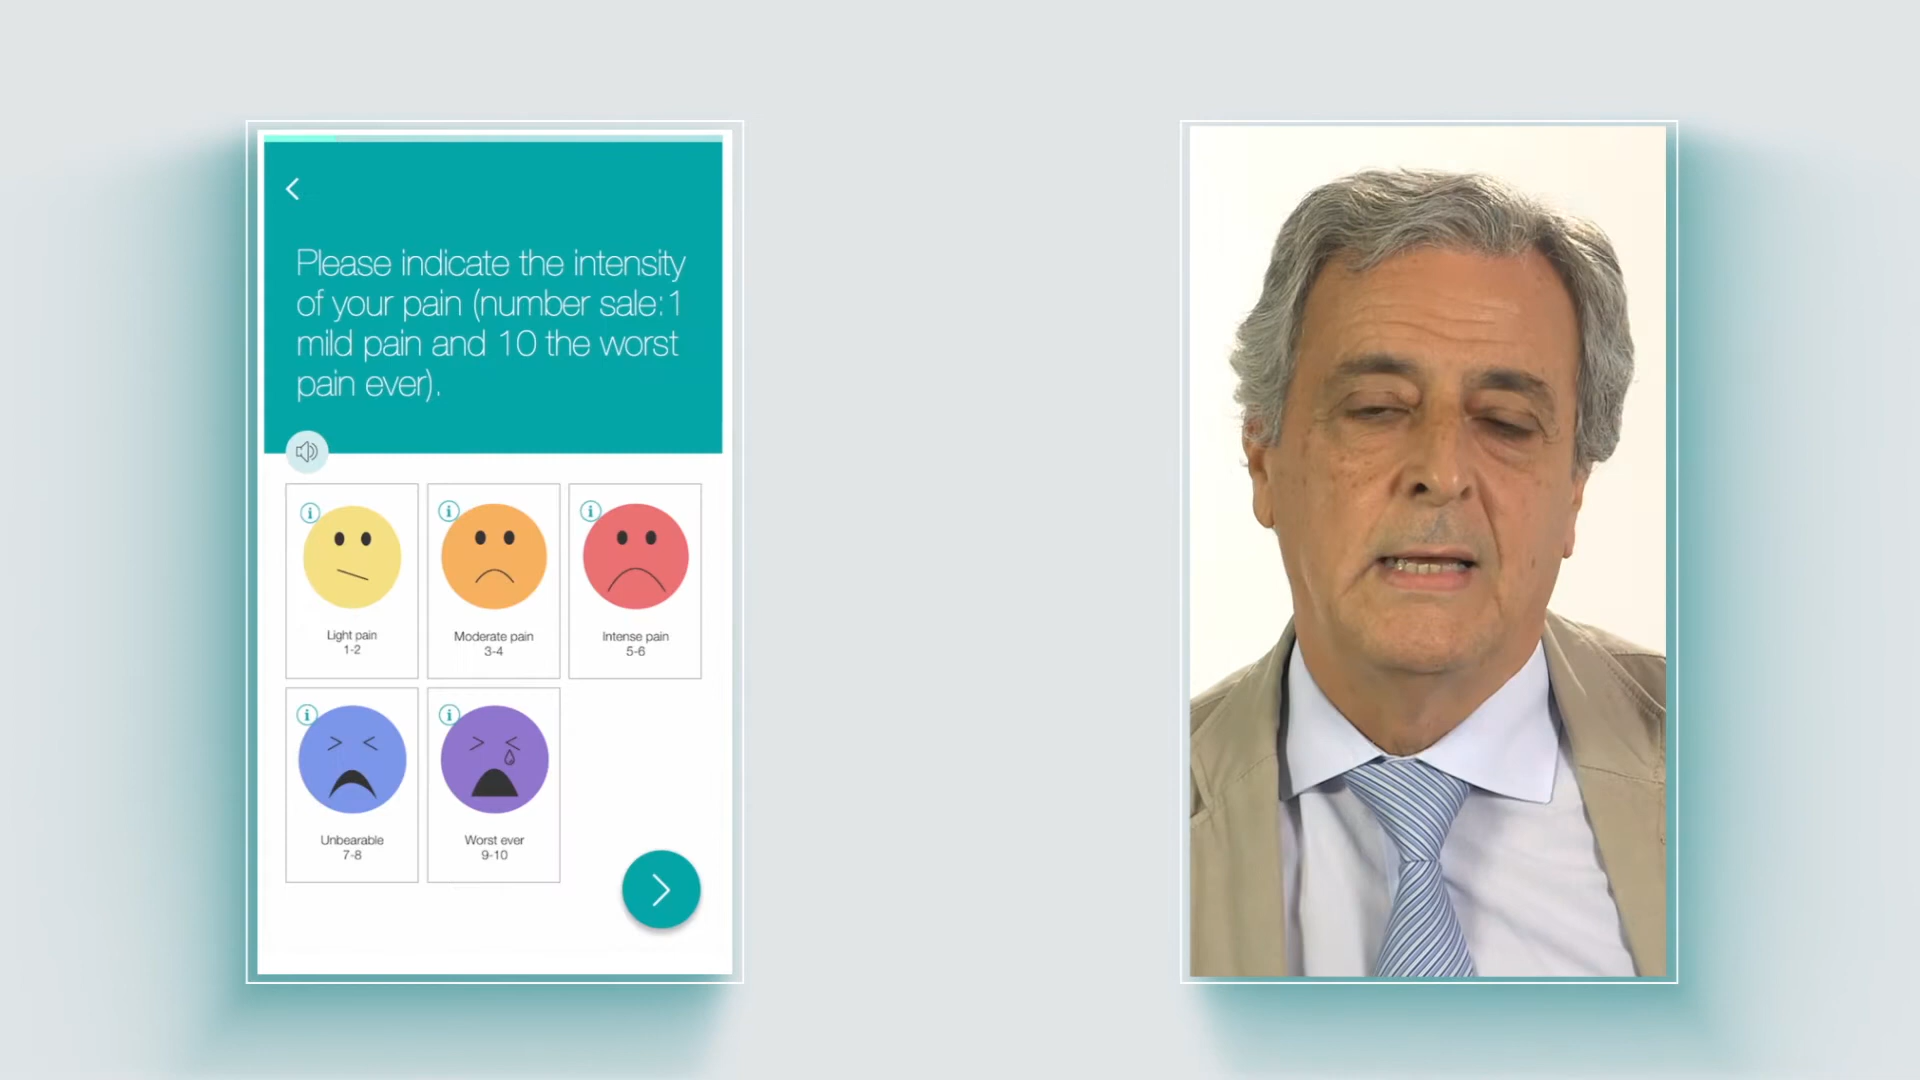 Please indicate the intensity
of your pain (number sale:1
mild pain and 10 the worst
pain ever).
Light pain
1-2
Moderate pain
3-4
Intense pain
5-6
Unbearable
7-8
Worst ever
9-10